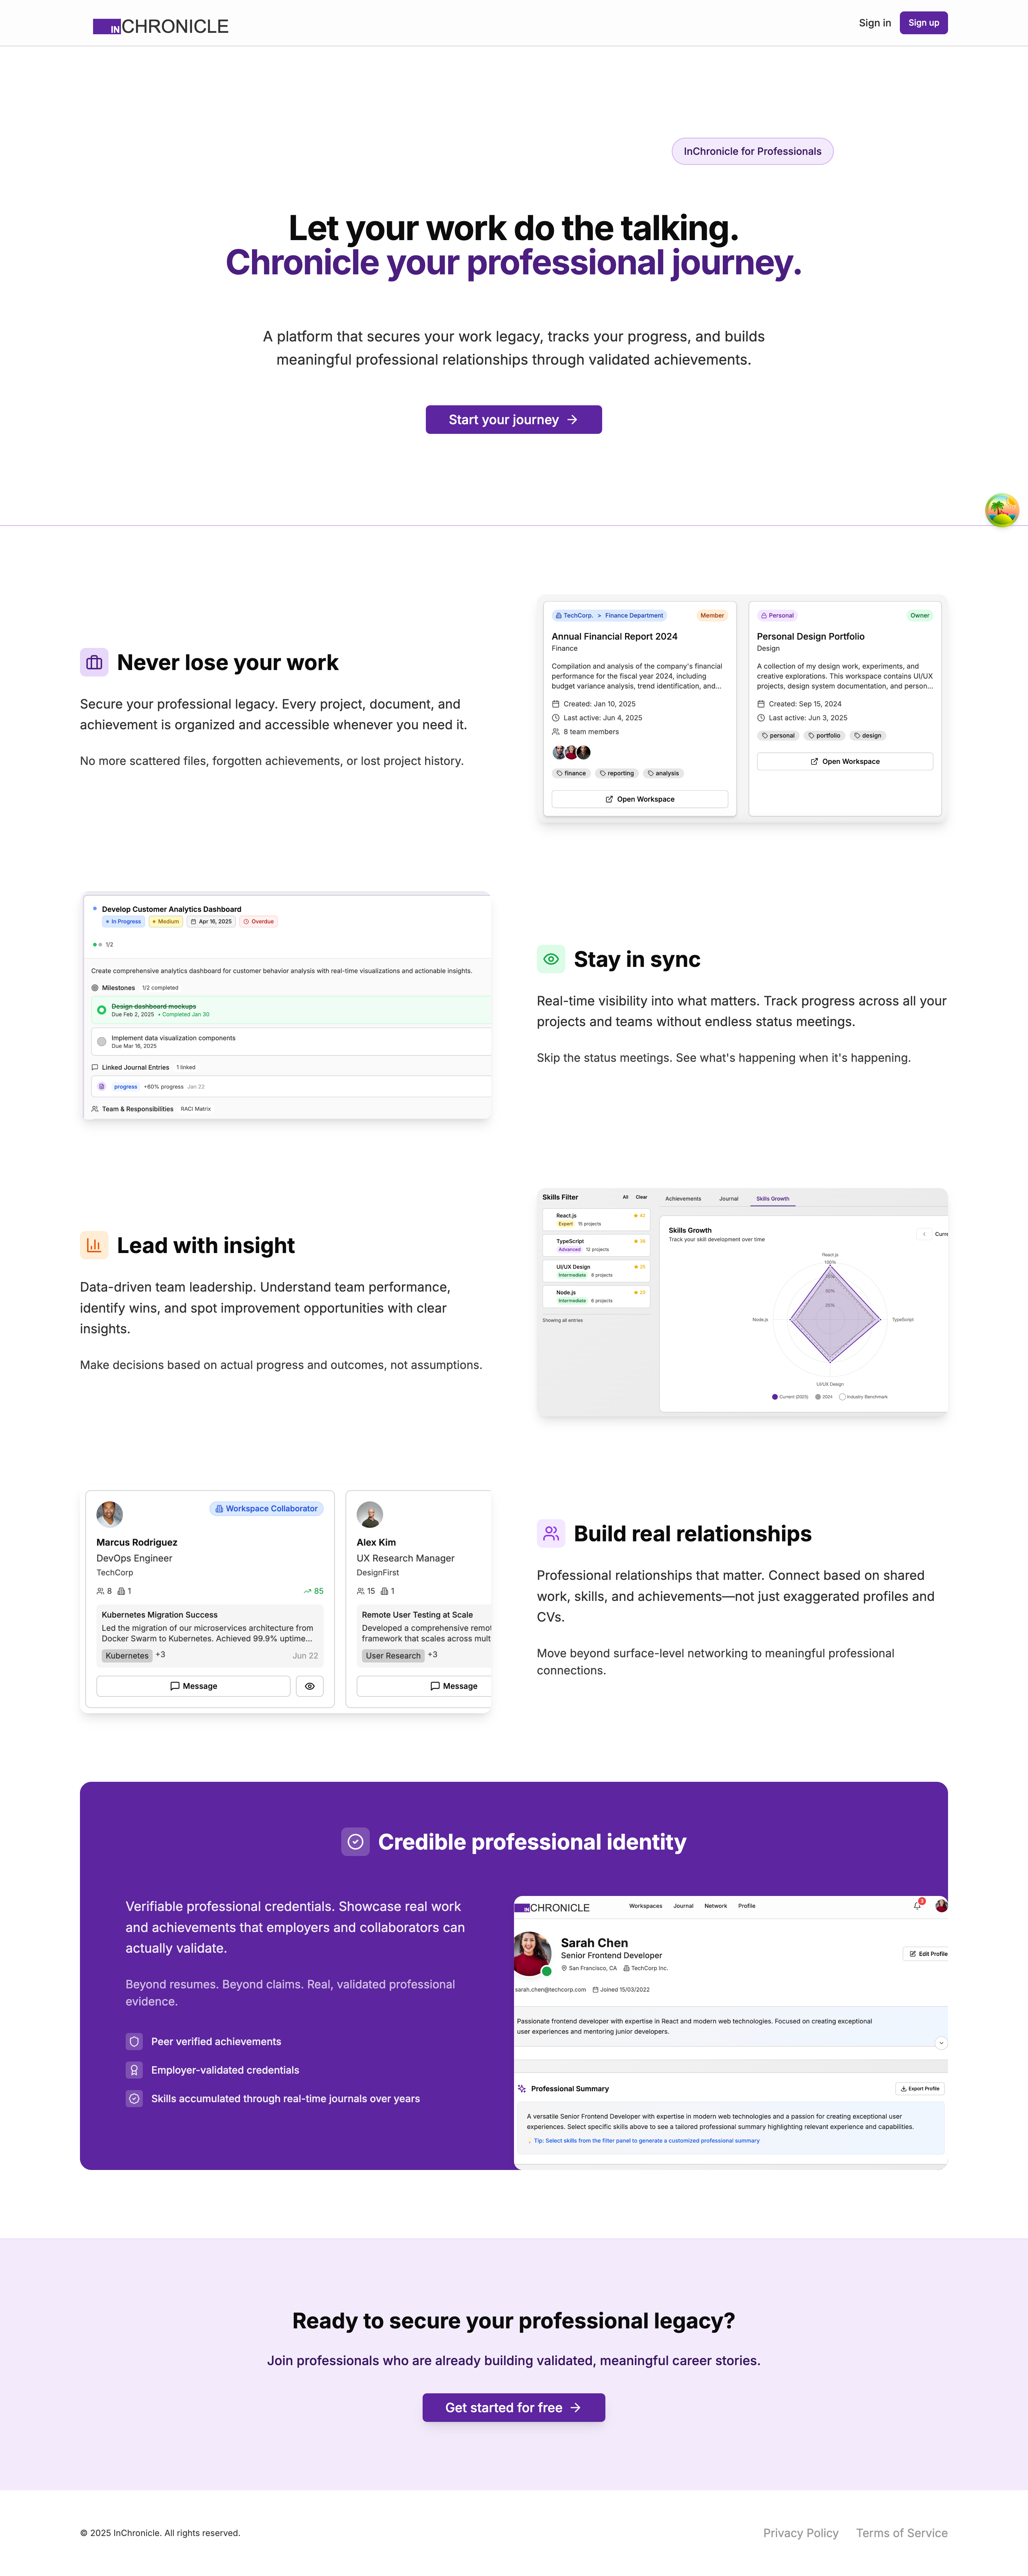 INCHRONICLE
Sign in
Sign up
InChronicle for Professionals
Let your work do the talking.
Chronicle your professional journey.
A platform that secures your work legacy, tracks your progress, and builds
meaningful professional relationships through validated achievements.
Start your journey
Never lose your work
Secure your professional legacy. Every project, document, and
achievement is organized and accessible whenever you need it.
No more scattered files, forgotten achievements, or lost project history.
TechCorp. > Finance Department
Member
Annual Financial Report 2024
Finance
Compilation and analysis of the company's financial
performance for the fiscal year 2024, including
budget variance analysis, trend identification, and...
Created: Jan 10, 2025
Last active: Jun 4, 2025
8 team members
finance
reporting
analysis
Open Workspace
Personal
Owner
Personal Design Portfolio
Design
A collection of my design work, experiments, and
creative explorations. This workspace contains UI/UX
projects, design system documentation, and person...
Created: Sep 15, 2024
Last active: Jun 3, 2025
personal
portfolio
design
Open Workspace
Develop Customer Analytics Dashboard
In Progress
Medium
Apr 16, 2025
Overdue
1/2
Create comprehensive analytics dashboard for customer behavior analysis with real-time visualizations and actionable insights.
Milestones 1/2 completed
Design dashboard mockups
Due Feb 2, 2025 • Completed Jan 30
Implement data visualization components
Due Mar 16, 2025
Linked Journal Entries 1 linked
progress +60% progress Jan 22
Team & Responsibilities RACI Matrix
Stay in sync
Real-time visibility into what matters. Track progress across all your
projects and teams without endless status meetings.
Skip the status meetings. See what's happening when it's happening.
Lead with insight
Data-driven team leadership. Understand team performance,
identify wins, and spot improvement opportunities with clear
insights.
Make decisions based on actual progress and outcomes, not assumptions.
Skills Filter
All
Clear
React.js
Expert 15 projects
TypeScript
Advanced 12 projects
UI/UX Design
Intermediate 8 projects
Node.js
Intermediate 6 projects
Showing all entries
Achievements
Journal
Skills Growth
Skills Growth
Track your skill development over time
React.js
100%
75%
50%
25%
Node.js
TypeScript
UI/UX Design
Current (2025)
2024
Industry Benchmark
Marcus Rodriguez
Workspace Collaborator
DevOps Engineer
TechCorp
8
1
85
Kubernetes Migration Success
Led the migration of our microservices architecture from
Docker Swarm to Kubernetes. Achieved 99.9% uptime...
Kubernetes +3
Jun 22
Message
Alex Kim
UX Research Manager
DesignFirst
15
1
Remote User Testing at Scale
Developed a comprehensive remot
framework that scales across mult
User Research +3
Message
Build real relationships
Professional relationships that matter. Connect based on shared
work, skills, and achievements—not just exaggerated profiles and
CVs.
Move beyond surface-level networking to meaningful professional
connections.
Credible professional identity
Verifiable professional credentials. Showcase real work
and achievements that employers and collaborators can
actually validate.
Beyond resumes. Beyond claims. Real, validated professional
evidence.
Peer verified achievements
Employer-validated credentials
Skills accumulated through real-time journals over years
CHRONICLE
Workspaces
Journal
Network
Profile
3
Sarah Chen
Senior Frontend Developer
San Francisco, CA
TechCorp Inc.
Edit Profile
sarah.chen@techcorp.com
Joined 15/03/2022
Passionate frontend developer with expertise in React and modern web technologies. Focused on creating exceptional
user experiences and mentoring junior developers.
Professional Summary
Export Profile
A versatile Senior Frontend Developer with expertise in modern web technologies and a passion for creating exceptional user
experiences. Select specific skills above to see a tailored professional summary highlighting relevant experience and capabilities.
Tip: Select skills from the filter panel to generate a customized professional summary
Ready to secure your professional legacy?
Join professionals who are already building validated, meaningful career stories.
Get started for free
© 2025 InChronicle. All rights reserved.
Privacy Policy
Terms of Service